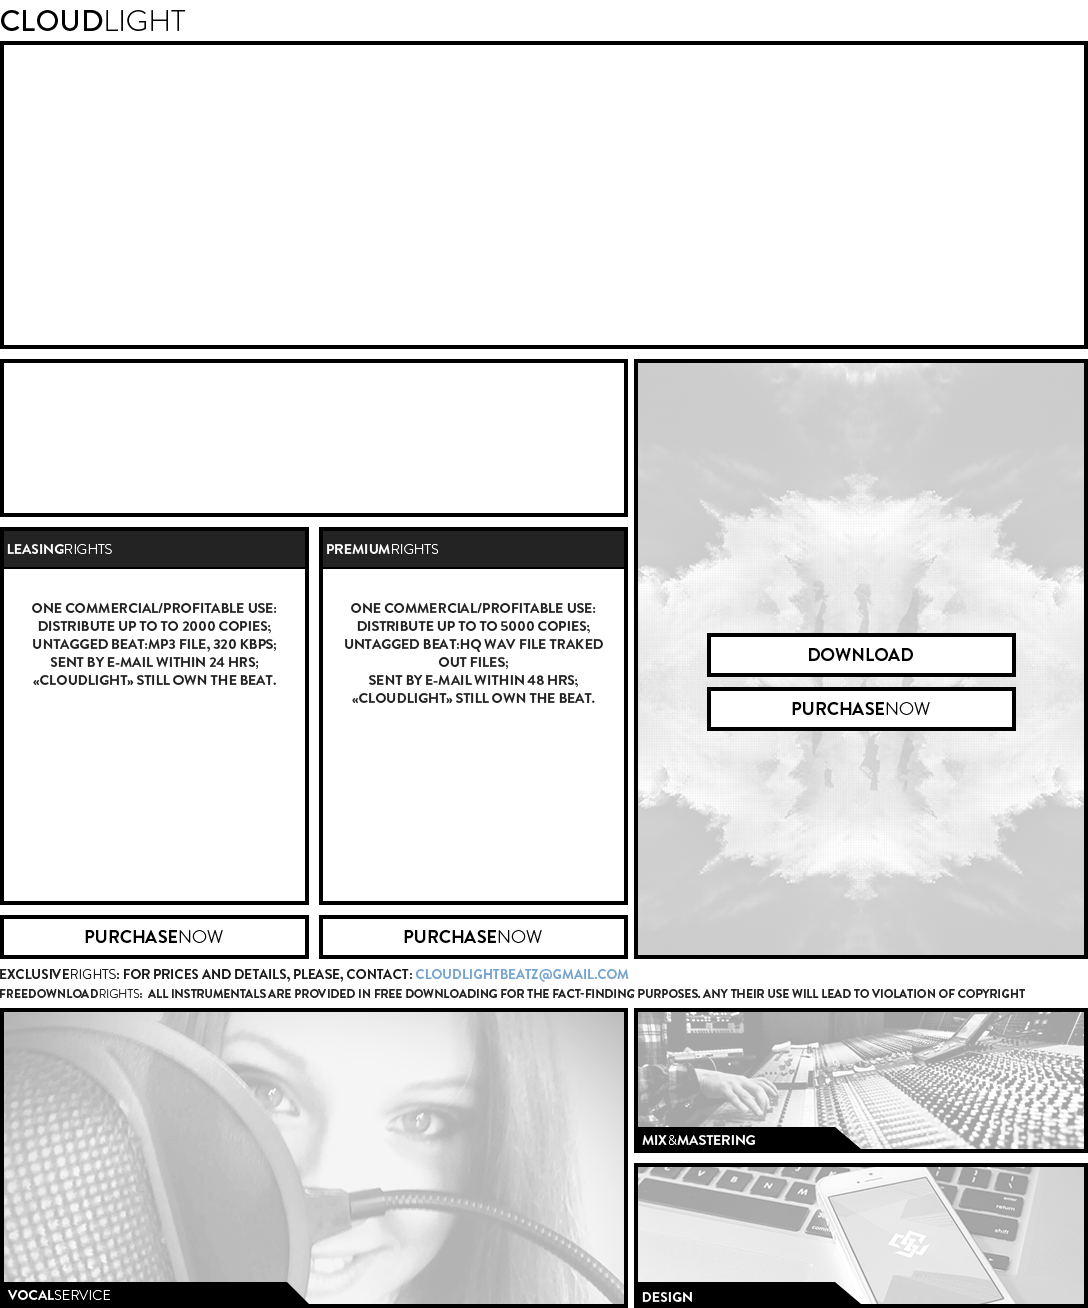 CLOUDLIGHT
LEASINGRIGHTS
ONE COMMERCIAL/PROFITABLE USE:
DISTRIBUTE UP TO TO 2000 COPIES;
UNTAGGED BEAT:MP3 FILE, 320 KBPS;
SENT BY E-MAIL WITHIN 24 HRS;
«CLOUDLIGHT» STILL OWN THE BEAT.
PURCHASENOW
PREMIUMRIGHTS
ONE COMMERCIAL/PROFITABLE USE:
DISTRIBUTE UP TO TO 5000 COPIES;
UNTAGGED BEAT:HQ WAV FILE TRAKED
OUT FILES;
SENT BY E-MAIL WITHIN 48 HRS;
«CLOUDLIGHT» STILL OWN THE BEAT.
PURCHASENOW
DOWNLOAD
PURCHASENOW
EXCLUSIVERIGHTS: FOR PRICES AND DETAILS, PLEASE, CONTACT: CLOUDLIGHTBEATZ@GMAIL.COM
FREEDOWNLOADRIGHTS: ALL INSTRUMENTALS ARE PROVIDED IN FREE DOWNLOADING FOR THE FACT-FINDING PURPOSES. ANY THEIR USE WILL LEAD TO VIOLATION OF COPYRIGHT
VOCALSERVICE
MIX&MASTERING
V B N M
enter
return
shift
DESIGN